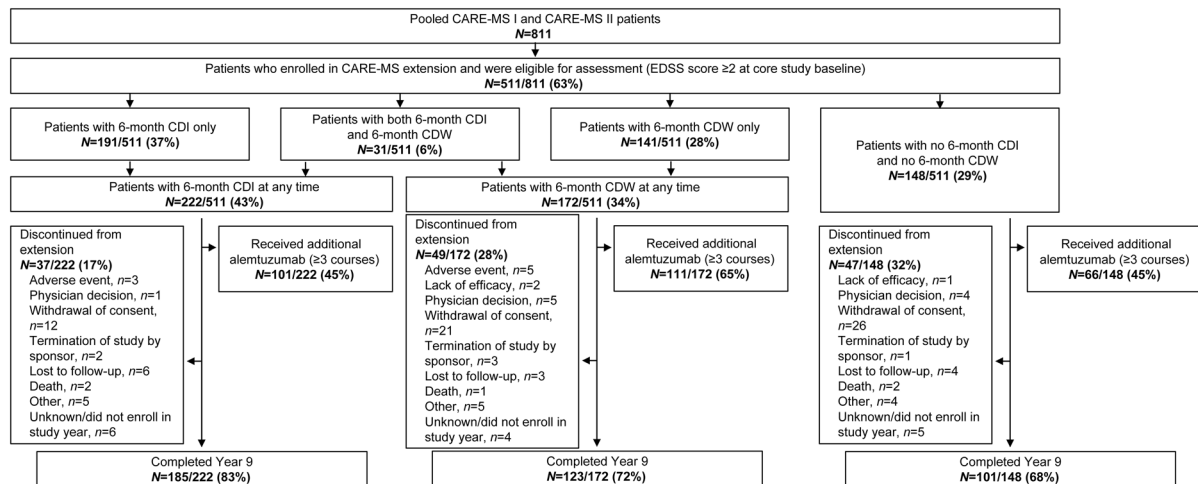 Pooled CARE-MS I and CARE-MS II patients
N=811
Patients who enrolled in CARE-MS extension and were eligible for assessment (EDSS score ≥2 at core study baseline)
N=511/811 (63%)
Patients with 6-month CDI only
N=191/511 (37%)
Patients with both 6-month CDI
and 6-month CDW
N=31/511 (6%)
Patients with 6-month CDW only
N=141/511 (28%)
Patients with no 6-month CDI
and no 6-month CDW
N=148/511 (29%)
Patients with 6-month CDI at any time
N=222/511 (43%)
Patients with 6-month CDW at any time
N=172/511 (34%)
Discontinued from
extension
N=37/222 (17%)
Adverse event, n=3
Physician decision, n=1
Withdrawal of consent,
n=12
Termination of study by
sponsor, n=2
Lost to follow-up, n=6
Death, n=2
Other, n=5
Unknown/did not enroll in
study year, n=6
Received additional
alemtuzumab (≥3 courses)
N=101/222 (45%)
Discontinued from
extension
N=49/172 (28%)
Adverse event, n=5
Lack of efficacy, n=2
Physician decision, n=5
Withdrawal of consent,
n=21
Termination of study by
sponsor, n=3
Lost to follow-up, n=3
Death, n=1
Other, n=5
Unknown/did not enroll in
study year, n=4
Received additional
alemtuzumab (≥3 courses)
N=111/172 (65%)
Discontinued from
extension
N=47/148 (32%)
Lack of efficacy, n=1
Physician decision, n=4
Withdrawal of consent,
n=26
Termination of study by
sponsor, n=1
Lost to follow-up, n=4
Death, n=2
Other, n=4
Unknown/did not enroll in
study year, n=5
Received additional
alemtuzumab (≥3 courses)
N=66/148 (45%)
Completed Year 9
N=185/222 (83%)
Completed Year 9
N=123/172 (72%)
Completed Year 9
N=101/148 (68%)